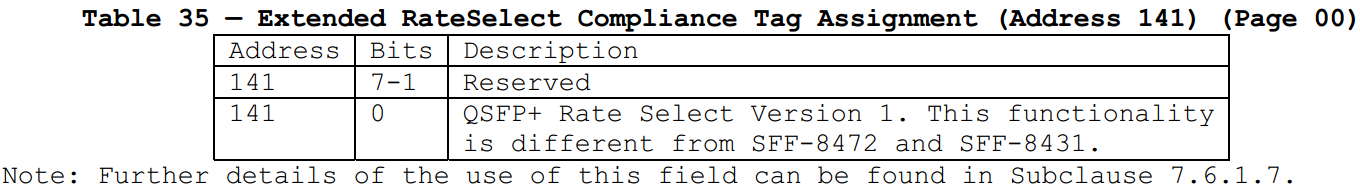 Table 35 — Extended RateSelect Compliance Tag Assignment (Address 141) (Page 00)
Address Bits Description
141 7-1 Reserved
141 0 QSFP+ Rate Select Version 1. This functionality
is different from SFF-8472 and SFF-8431.
Note: Further details of the use of this field can be found in Subclause 7.6.1.7.